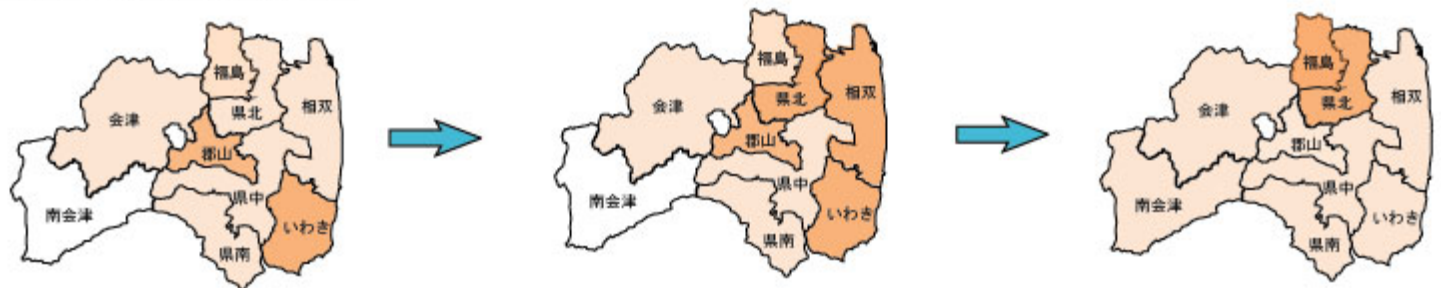 福島
県北
相双
会津
郡山
県中
南会津
いわき
県南
福島
県北
相双
会津
郡山
県中
南会津
いわき
県南
福島
県北
相双
会津
郡山
県中
南会津
いわき
県南